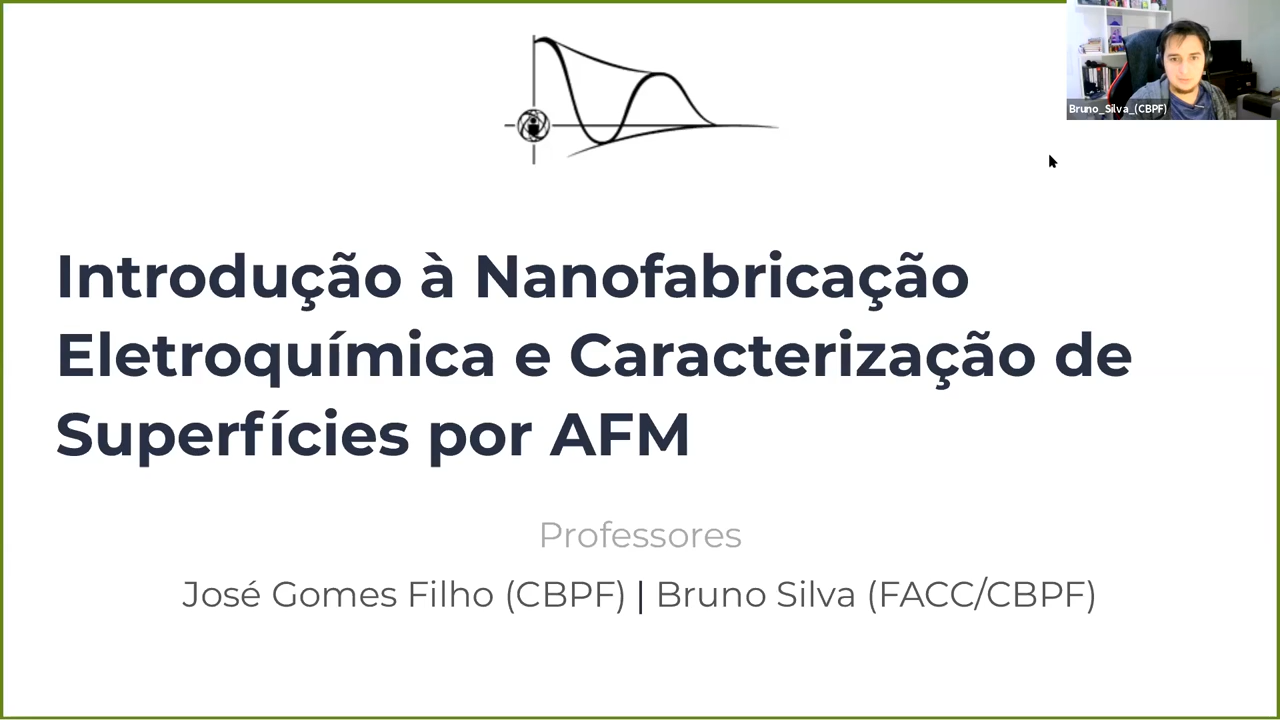 Bruno_Silva_(CBPF)
Introdução à Nanofabricação
Eletroquímica e Caracterização de
Superfícies por AFM
Professores
José Gomes Filho (CBPF) | Bruno Silva (FACC/CBPF)